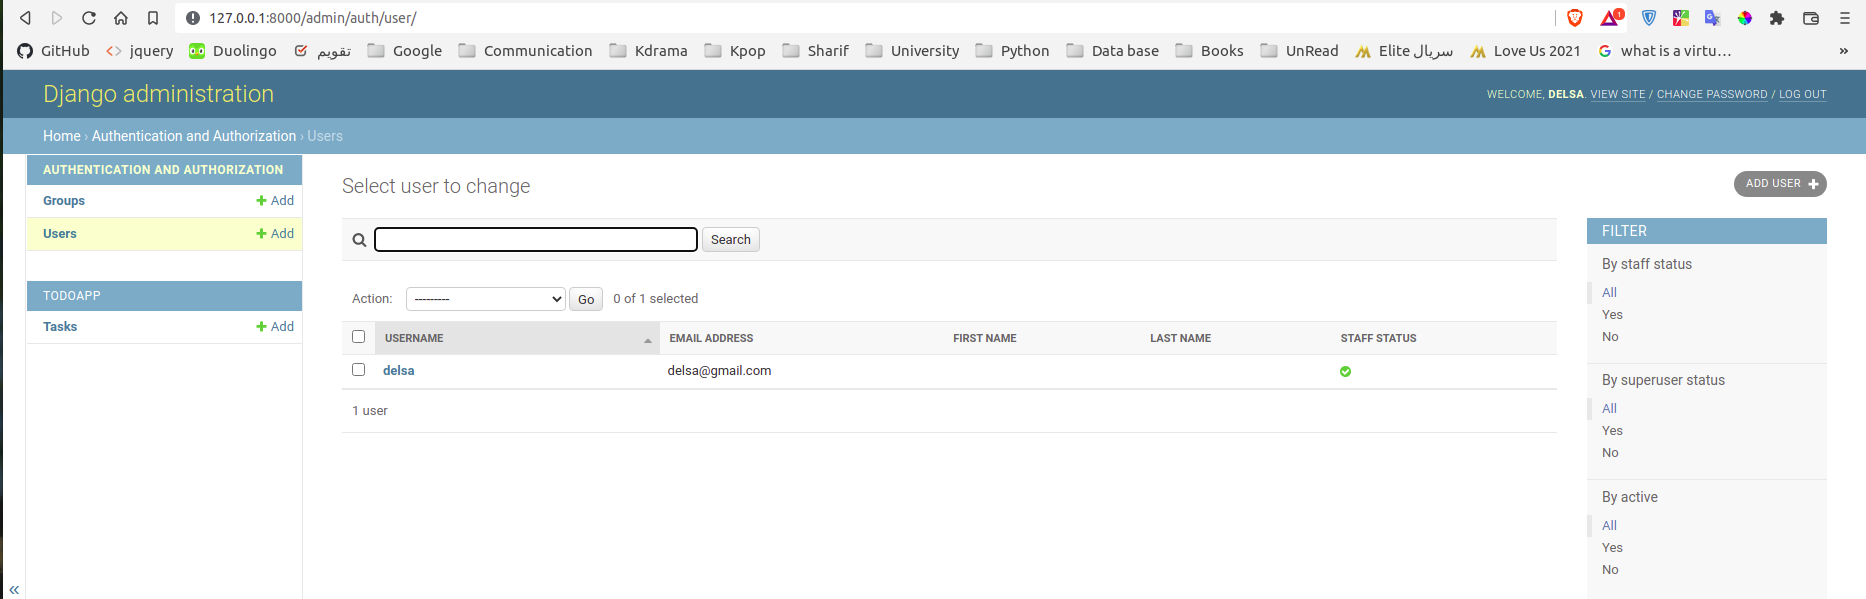 127.0.0.1:8000/admin/auth/user/
1
GitHub jquery Duolingo تقويم Google Communication Kdrama Kpop Sharif University Python Data base Books UnRead Elite سریال Love Us 2021 what is a virtu... »
Django administration
WELCOME, DELSA. VIEW SITE / CHANGE PASSWORD / LOG OUT
Home › Authentication and Authorization › Users
AUTHENTICATION AND AUTHORIZATION
Groups + Add
Users + Add
TODOAPP
Tasks + Add
«
Select user to change
ADD USER +
Search
Action: --------- Go 0 of 1 selected
USERNAME EMAIL ADDRESS FIRST NAME LAST NAME STAFF STATUS
delsa delsa@gmail.com
1 user
FILTER
By staff status
All
Yes
No
By superuser status
All
Yes
No
By active
All
Yes
No